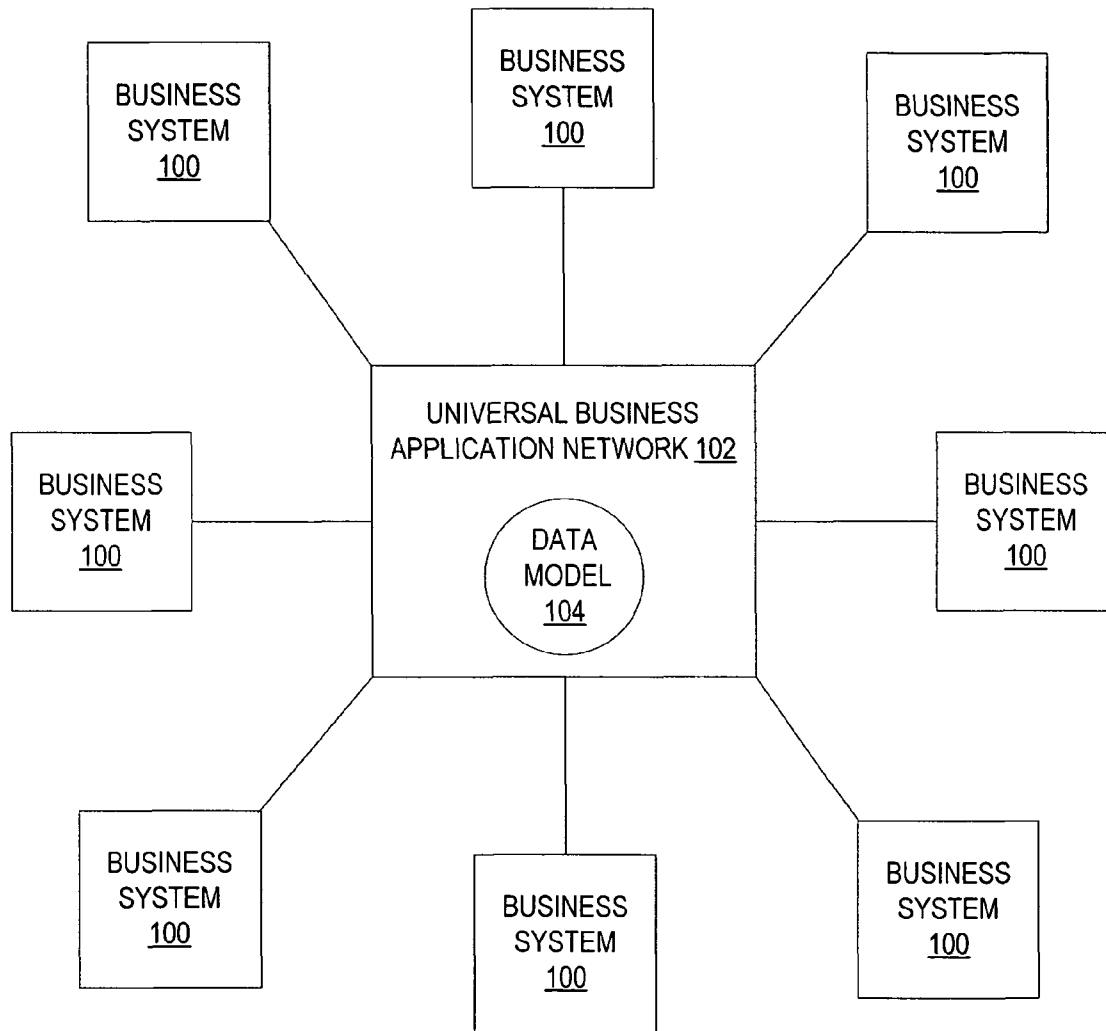 BUSINESS
SYSTEM
100
BUSINESS
SYSTEM
100
BUSINESS
SYSTEM
100
UNIVERSAL BUSINESS
APPLICATION NETWORK 102
BUSINESS
SYSTEM
100
DATA
MODEL
104
BUSINESS
SYSTEM
100
BUSINESS
SYSTEM
100
BUSINESS
SYSTEM
100
BUSINESS
SYSTEM
100